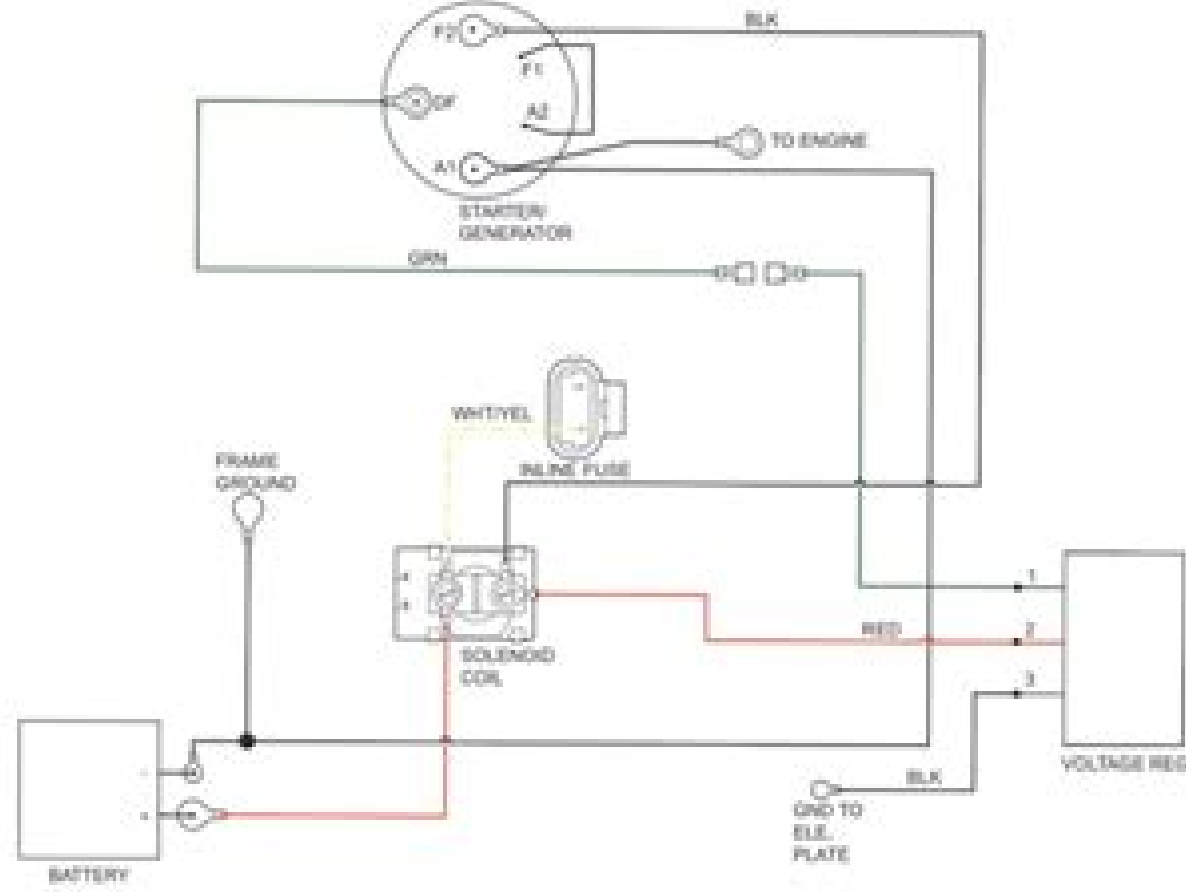 F2
BLK
F1
DF
A2
TO ENGINE
A1
STARTER/
GENERATOR
GRN
WHT/YEL
INLINE FUSE
FRAME
GROUND
1
RED
2
SOLENOID
COIL
3
-
+
BLK
VOLTAGE REG
GND TO
ELE.
PLATE
BATTERY